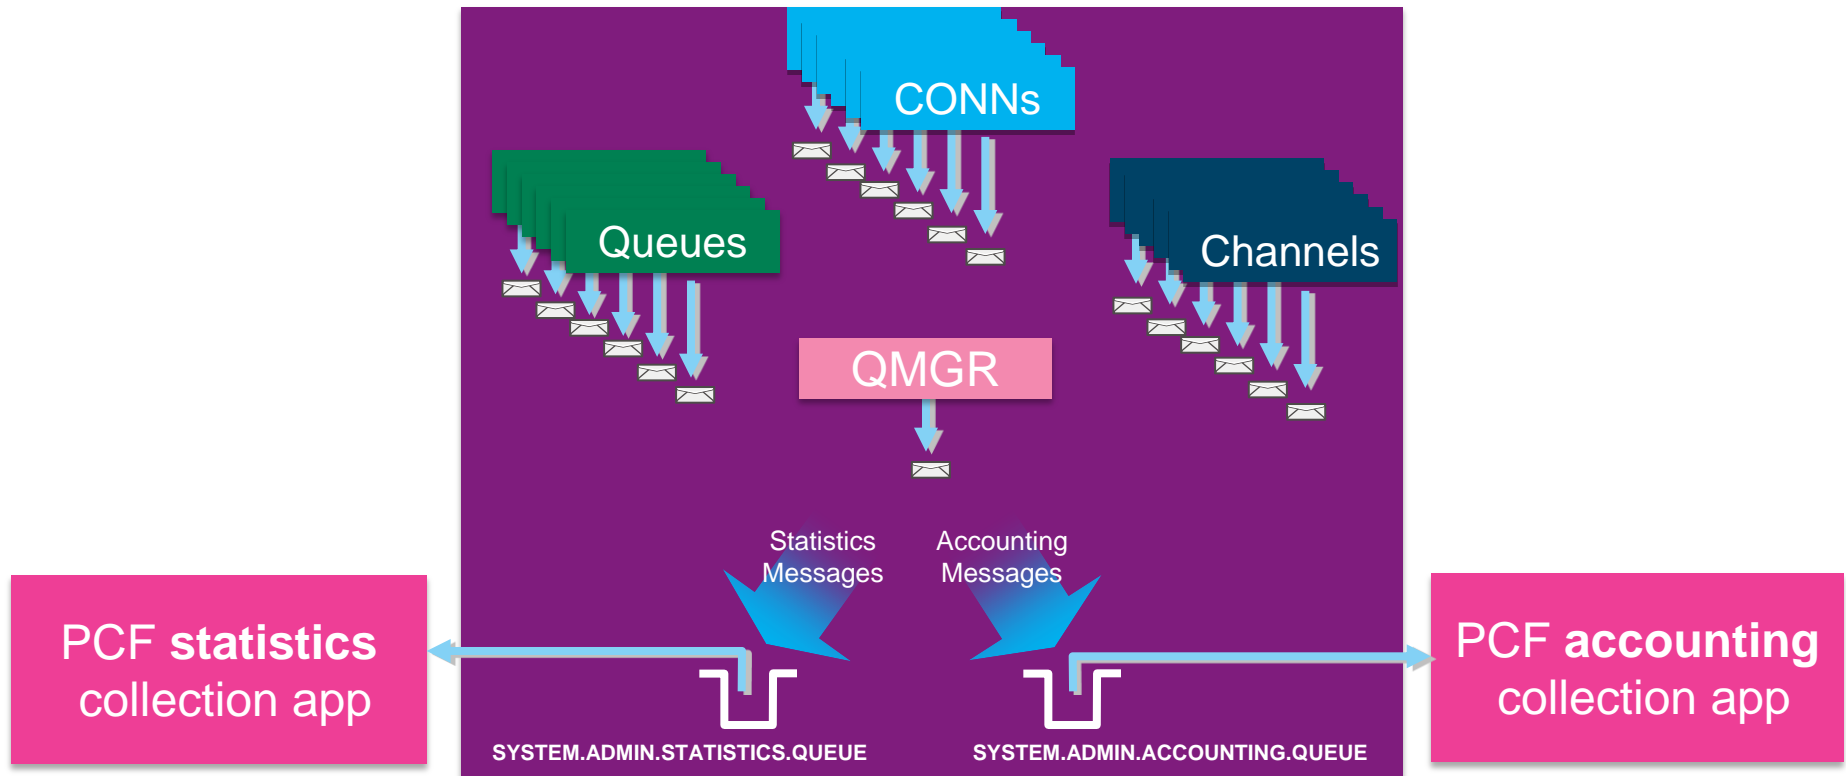 CONNs
Queues
Channels
QMGR
Statistics
Messages
Accounting
Messages
PCF statistics
collection app
PCF accounting
collection app
SYSTEM.ADMIN.STATISTICS.QUEUE
SYSTEM.ADMIN.ACCOUNTING.QUEUE